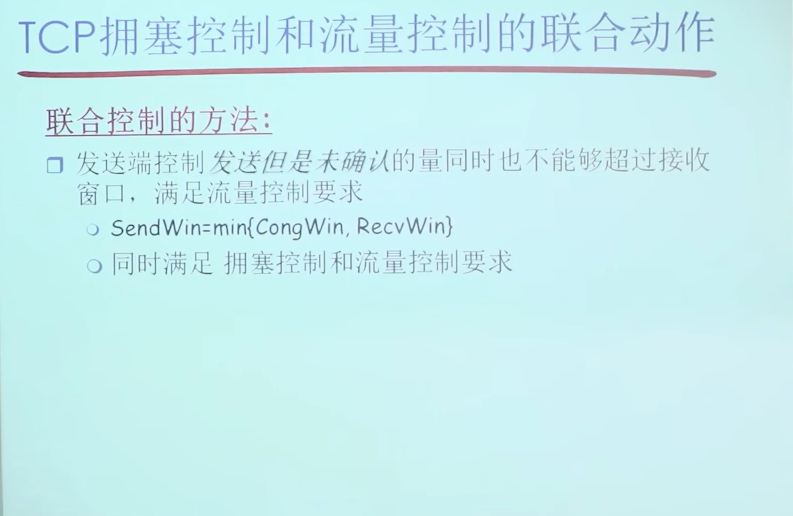 TCP拥塞控制和流量控制的联合动作
联合控制的方法:
发送端控制发送但是未确认的量同时也不能够超过接收
窗口，满足流量控制要求
SendWin=min{CongWin, RecvWin}
同时满足 拥塞控制和流量控制要求